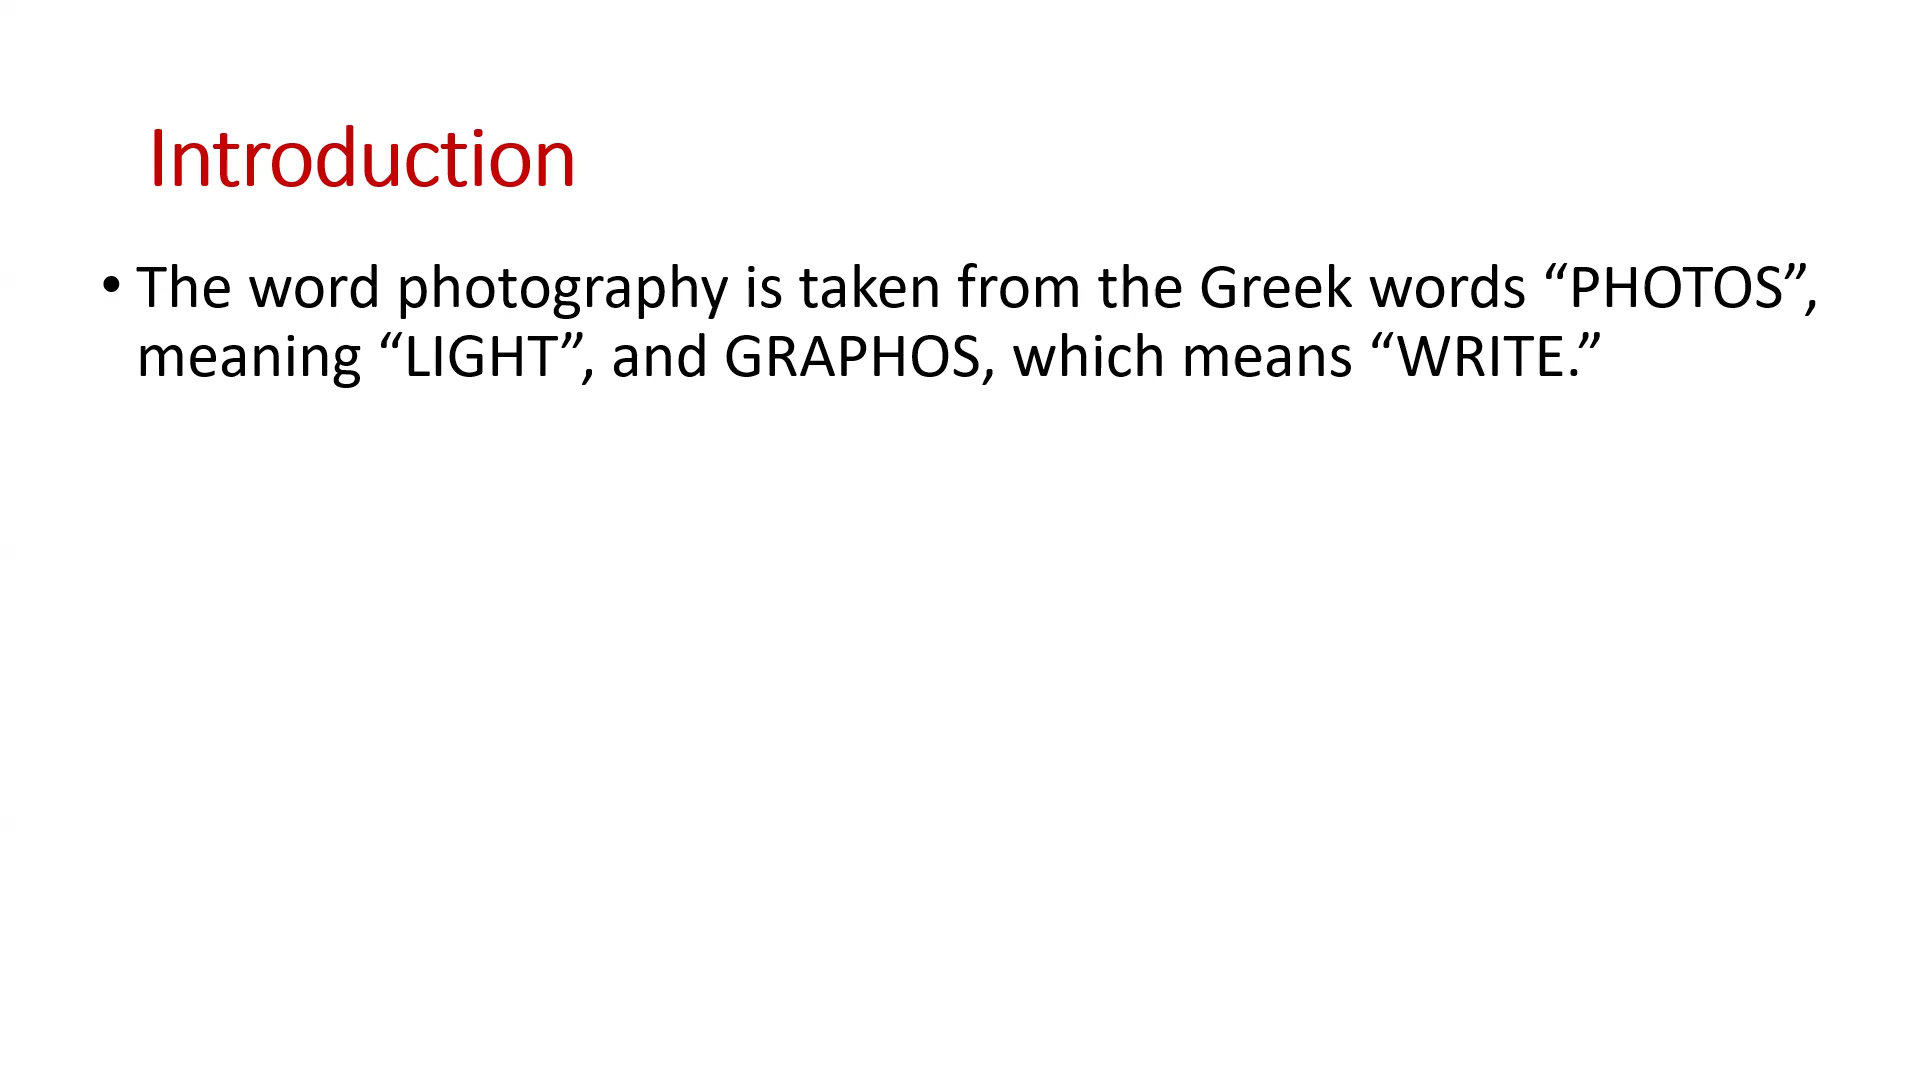 Introduction
• The word photography is taken from the Greek words “PHOTOS”,
meaning “LIGHT”, and GRAPHOS, which means “WRITE.”